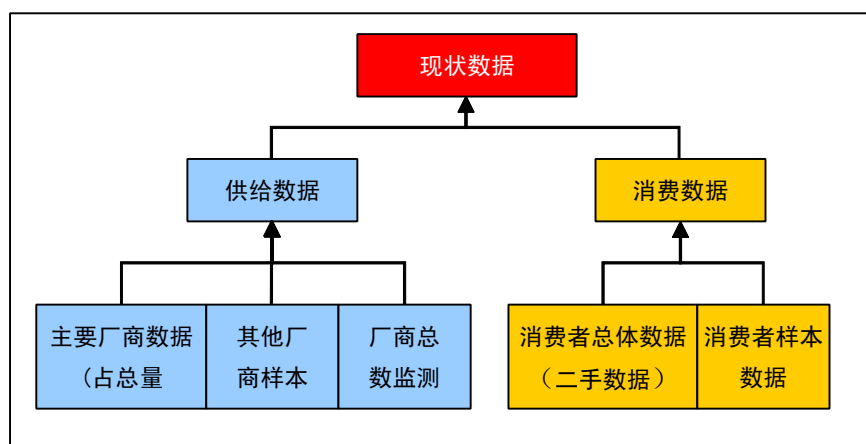 现状数据
供给数据
消费数据
主要厂商数据
（占总量
其他厂
商样本
厂商总
数监测
消费者总体数据
（二手数据）
消费者样本
数据